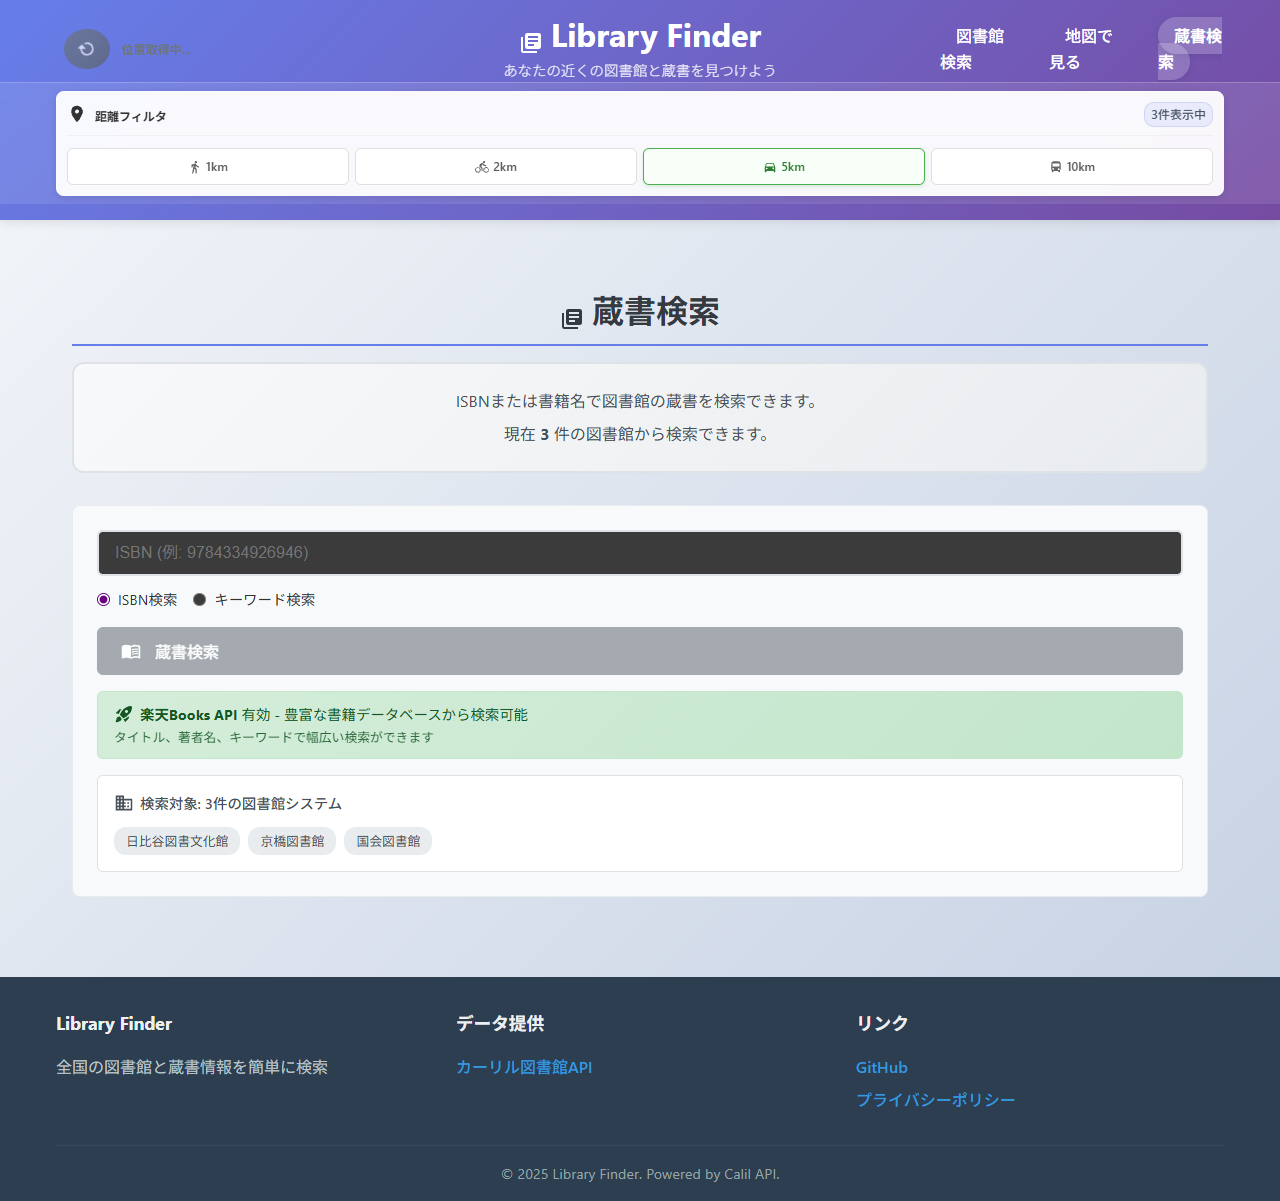 位置取得中...
Library Finder
あなたの近くの図書館と蔵書を見つけよう
図書館
検索
地図で
見る
蔵書検
索
距離フィルタ
3件表示中
1km
2km
5km
10km
蔵書検索
ISBNまたは書籍名で図書館の蔵書を検索できます。
現在 3 件の図書館から検索できます。
ISBN (例: 9784334926946)
ISBN検索
キーワード検索
蔵書検索
楽天Books API 有効 - 豊富な書籍データベースから検索可能
タイトル、著者名、キーワードで幅広い検索ができます
検索対象: 3件の図書館システム
日比谷図書文化館
京橋図書館
国会図書館
Library Finder
全国の図書館と蔵書情報を簡単に検索
データ提供
カーリル図書館API
リンク
GitHub
プライバシーポリシー
© 2025 Library Finder. Powered by Calil API.